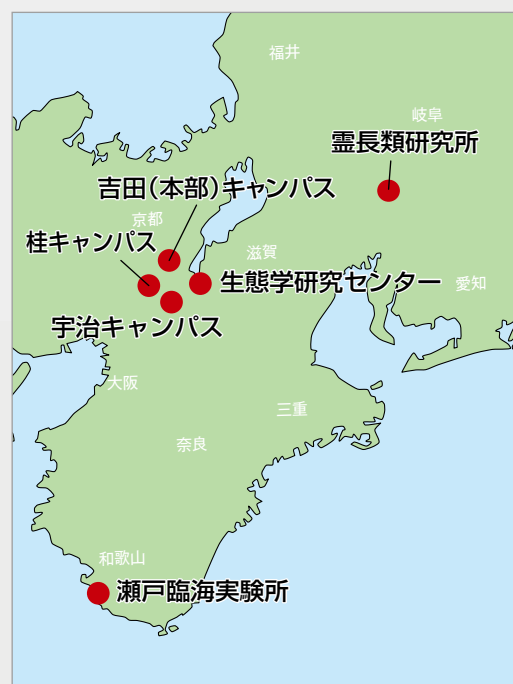 福井
岐阜
霊長類研究所
吉田(本部)キャンパス
京都
桂キャンパス
滋賀
生態学研究センター
愛知
宇治キャンパス
大阪
三重
奈良
和歌山
瀬戸臨海実験所